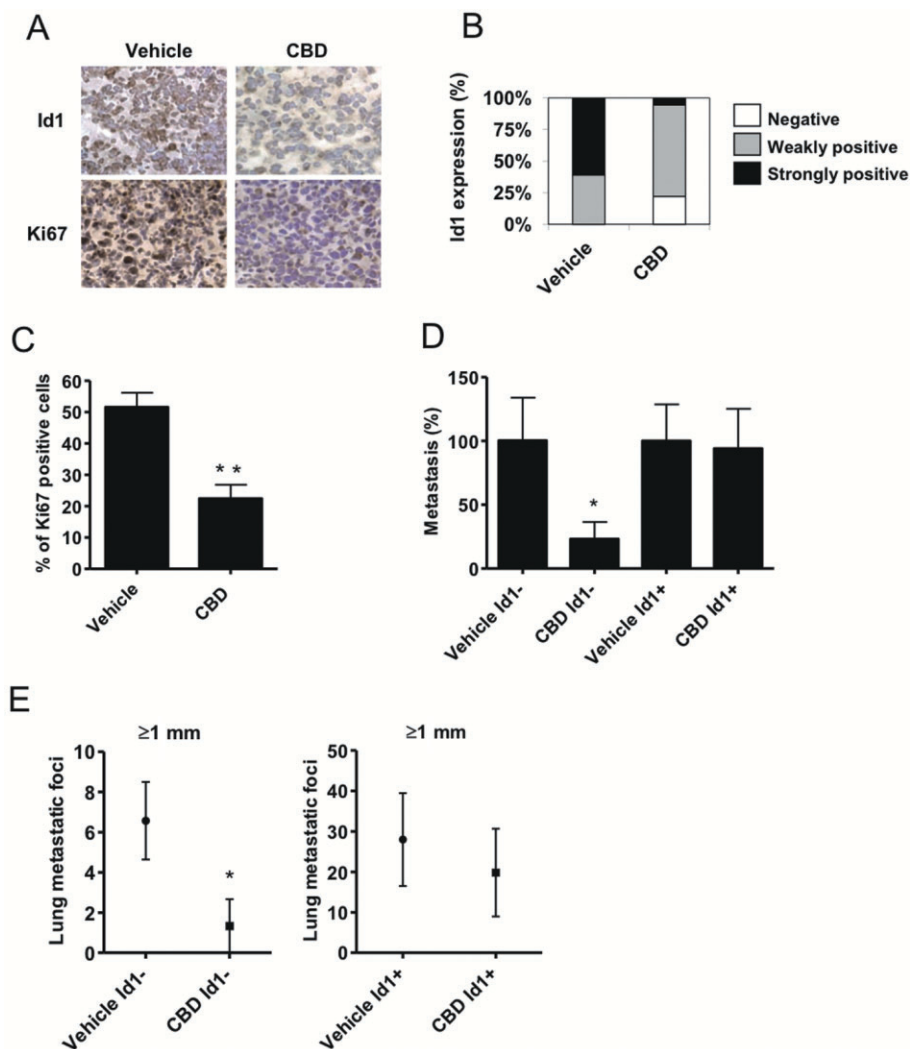 A
Vehicle CBD
Id1
Ki67
B
Id1 expression (%)
100%
75%
50%
25%
0%
Vehicle
CBD
Negative
Weakly positive
Strongly positive
C
% of Ki67 positive cells
60
50
40
30
20
10
0
* *
Vehicle
CBD
D
Metastasis (%)
150
100
50
0
*
Vehicle Id1-
CBD Id1-
Vehicle Id1+
CBD Id1+
E
≥1 mm
Lung metastatic foci
10
8
6
4
2
0
*
Vehicle Id1-
CBD Id1-
≥1 mm
Lung metastatic foci
50
40
30
20
10
0
Vehicle Id1+
CBD Id1+